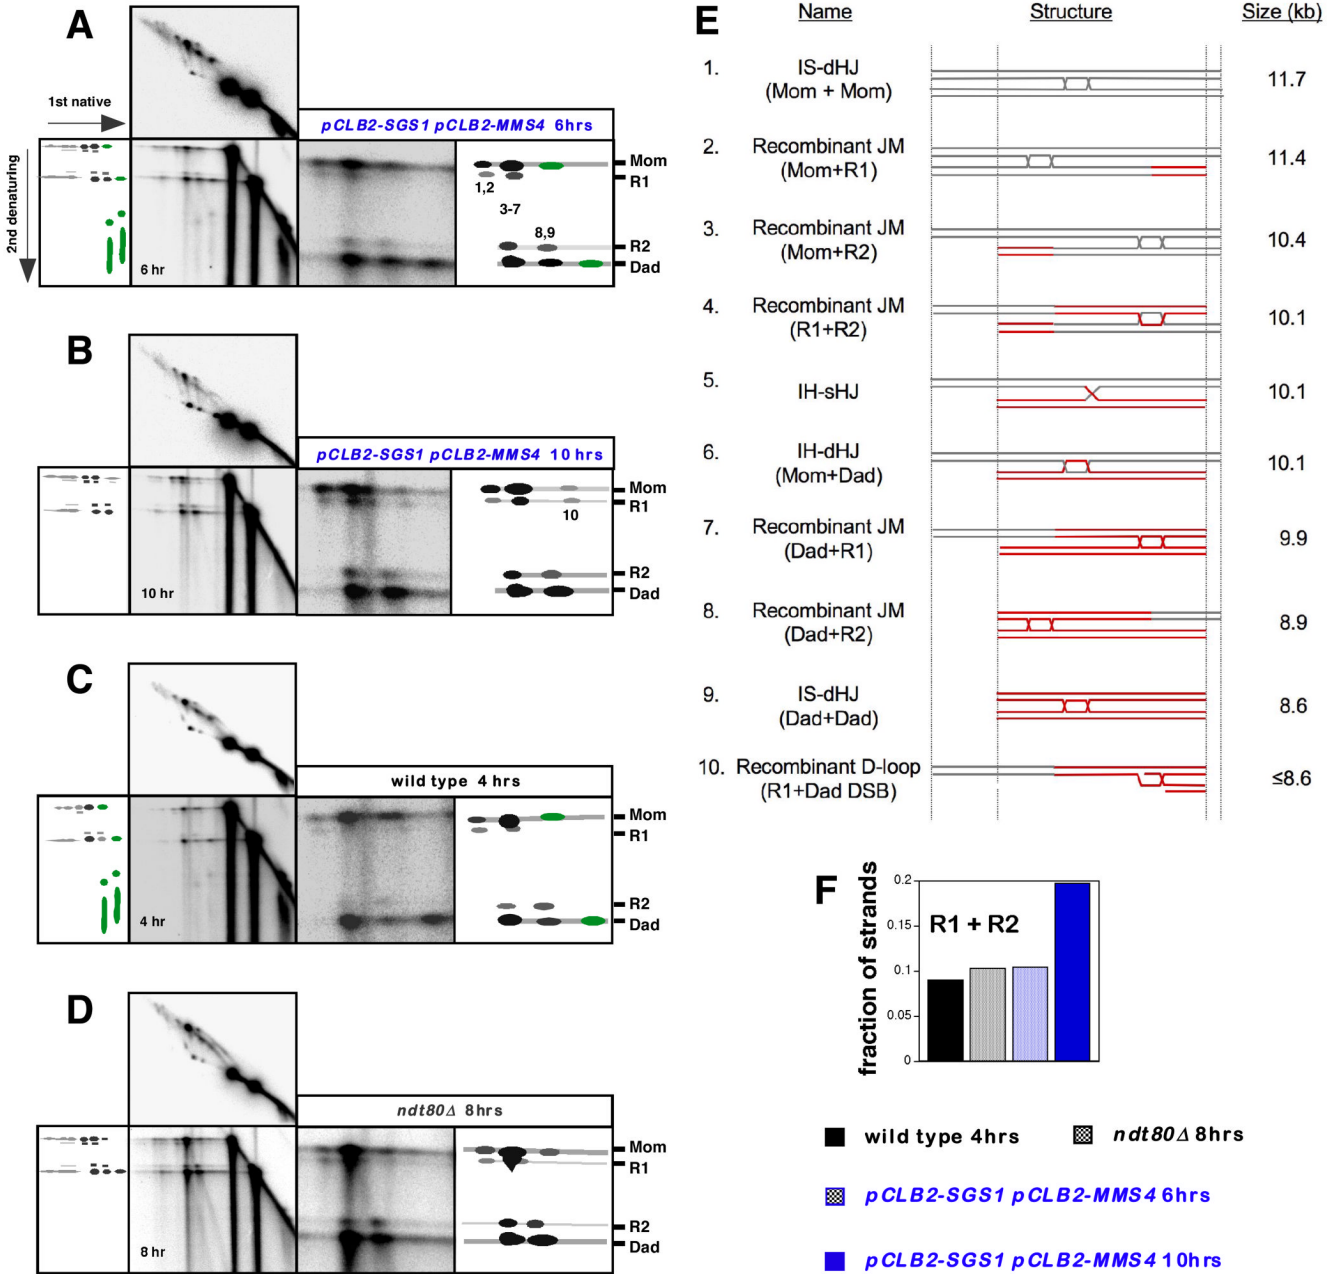 A
1st native
2nd denaturing
pCLB2-SGS1 pCLB2-MMS4 6hrs
6 hr
Mom
R1
1,2
3-7
8,9
R2
Dad
B
pCLB2-SGS1 pCLB2-MMS4 10 hrs
10 hr
Mom
R1
10
R2
Dad
C
wild type 4 hrs
4 hr
Mom
R1
R2
Dad
D
ndt80Δ 8hrs
8 hr
Mom
R1
R2
Dad
E
Name Structure Size (kb)
1. IS-dHJ
(Mom + Mom) 11.7
2. Recombinant JM
(Mom+R1) 11.4
3. Recombinant JM
(Mom+R2) 10.4
4. Recombinant JM
(R1+R2) 10.1
5. IH-sHJ 10.1
6. IH-dHJ
(Mom+Dad) 10.1
7. Recombinant JM
(Dad+R1) 9.9
8. Recombinant JM
(Dad+R2) 8.9
9. IS-dHJ
(Dad+Dad) 8.6
10. Recombinant D-loop
(R1+Dad DSB) ≤8.6
F
fraction of strands
0.2
0.15
0.1
0.05
0
R1 + R2
wild type 4hrs
ndt80Δ 8hrs
pCLB2-SGS1 pCLB2-MMS4 6hrs
pCLB2-SGS1 pCLB2-MMS4 10hrs